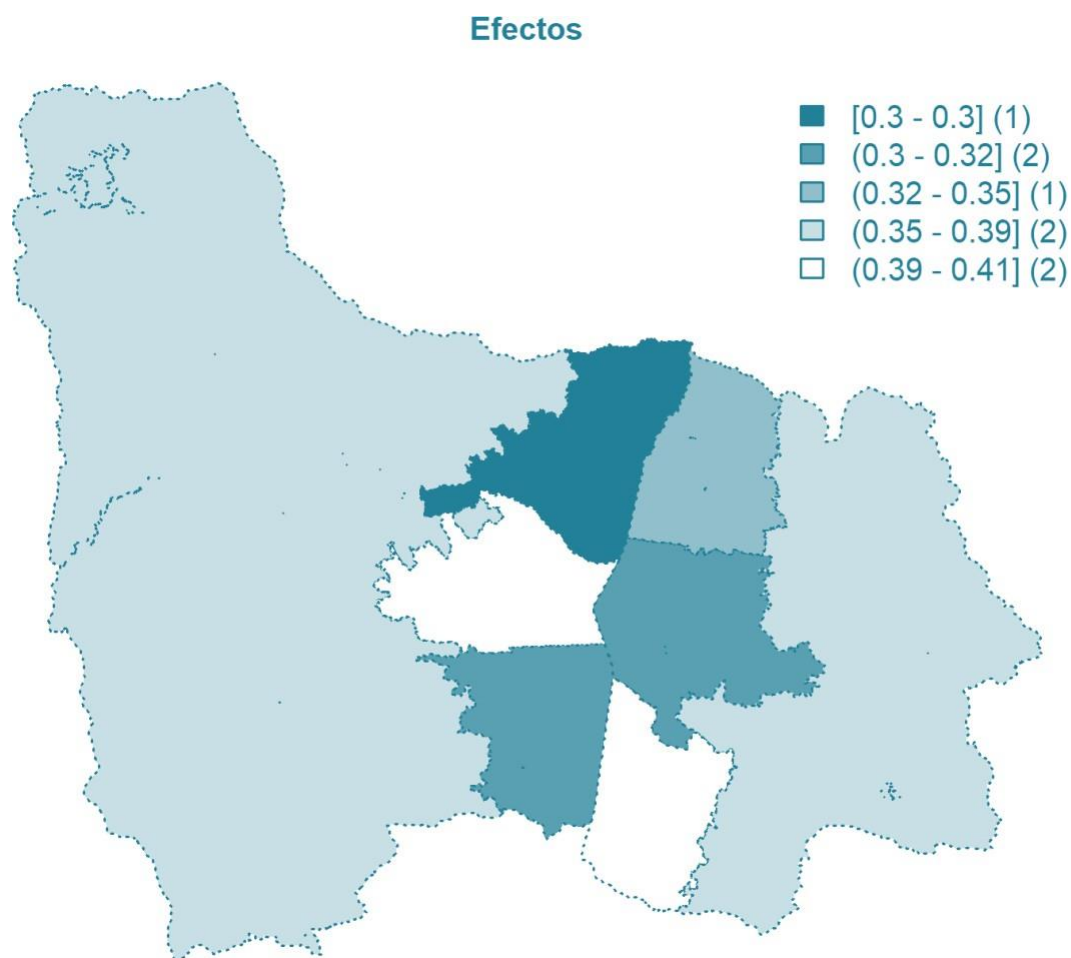 Efectos
[0.3 - 0.3] (1)
(0.3 - 0.32] (2)
(0.32 - 0.35] (1)
(0.35 - 0.39] (2)
(0.39 - 0.41] (2)